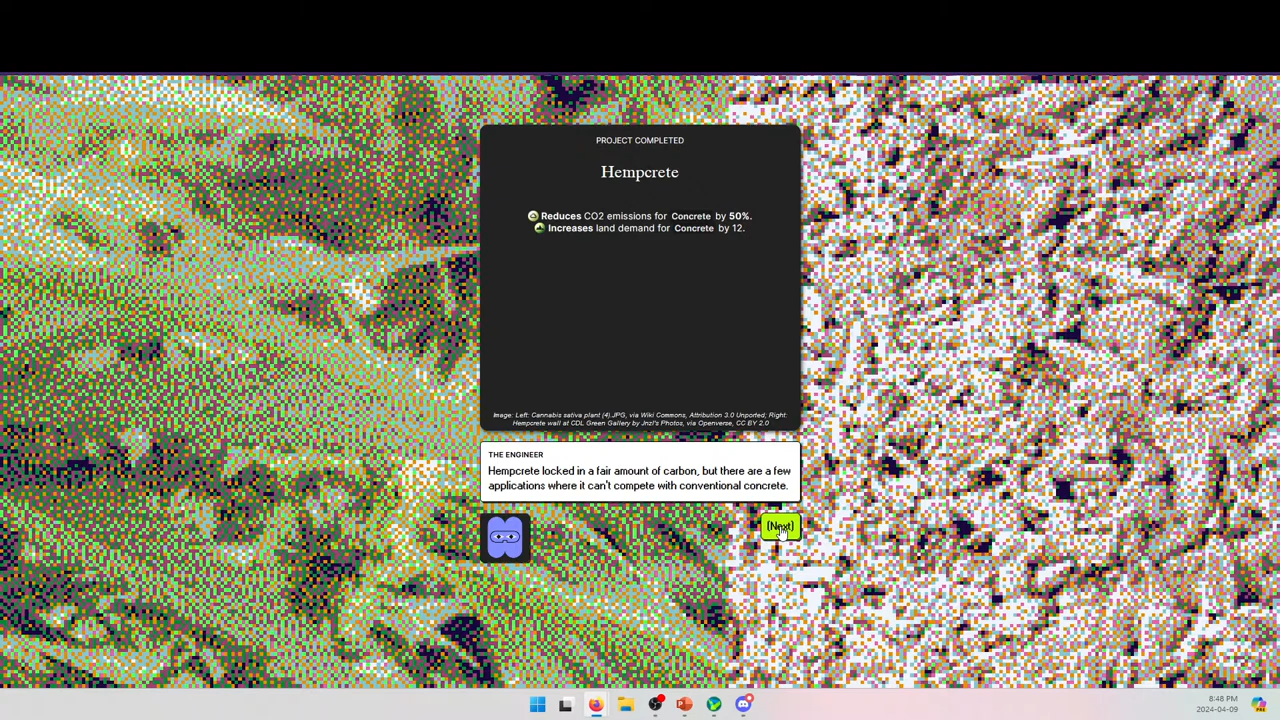 PROJECT COMPLETED
Hempcrete
Reduces CO2 emissions for Concrete by 50%.
Increases land demand for Concrete by 12.
Image: Left: Cannabis sativa plant (4).JPG, via Wiki Commons, Attribution 3.0 Unported; Right:
Hempcrete wall at CDL Green Gallery by Jnzl's Photos, via Openverse, CC BY 2.0
THE ENGINEER
Hempcrete locked in a fair amount of carbon, but there are a few
applications where it can't compete with conventional concrete.
(Next)
8:48 PM
2024-04-09